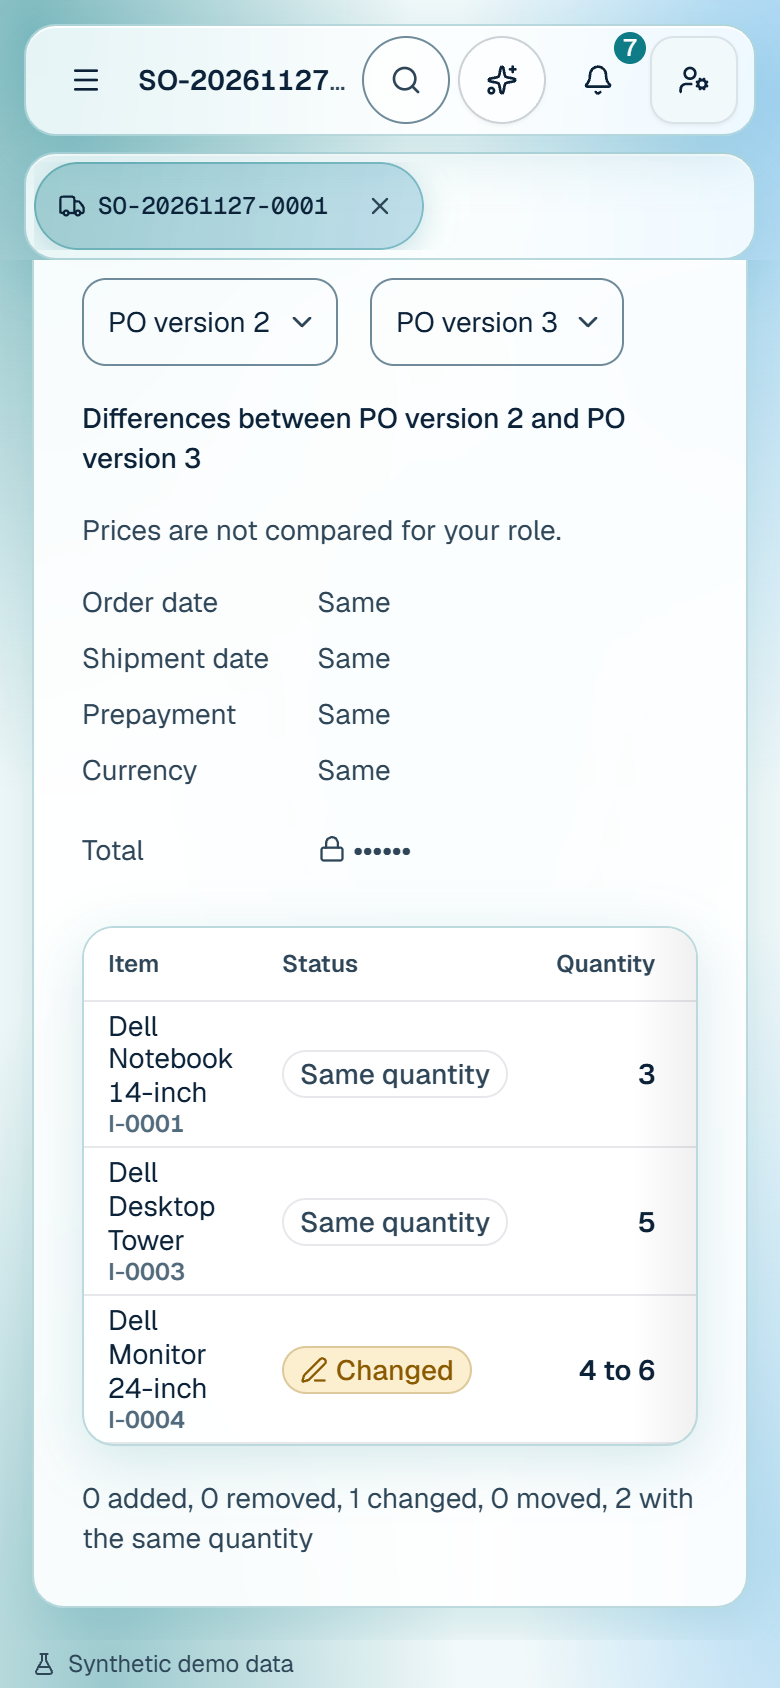 SO-20261127...
7
SO-20261127-0001
PO version 2
PO version 3
Differences between PO version 2 and PO
version 3
Prices are not compared for your role.
Order date Same
Shipment date Same
Prepayment Same
Currency Same
Total ••••••
Item Status Quantity
Dell
Notebook
14-inch
I-0001
Same quantity
3
Dell
Desktop
Tower
I-0003
Same quantity
5
Dell
Monitor
24-inch
I-0004
Changed
4 to 6
0 added, 0 removed, 1 changed, 0 moved, 2 with
the same quantity
Synthetic demo data